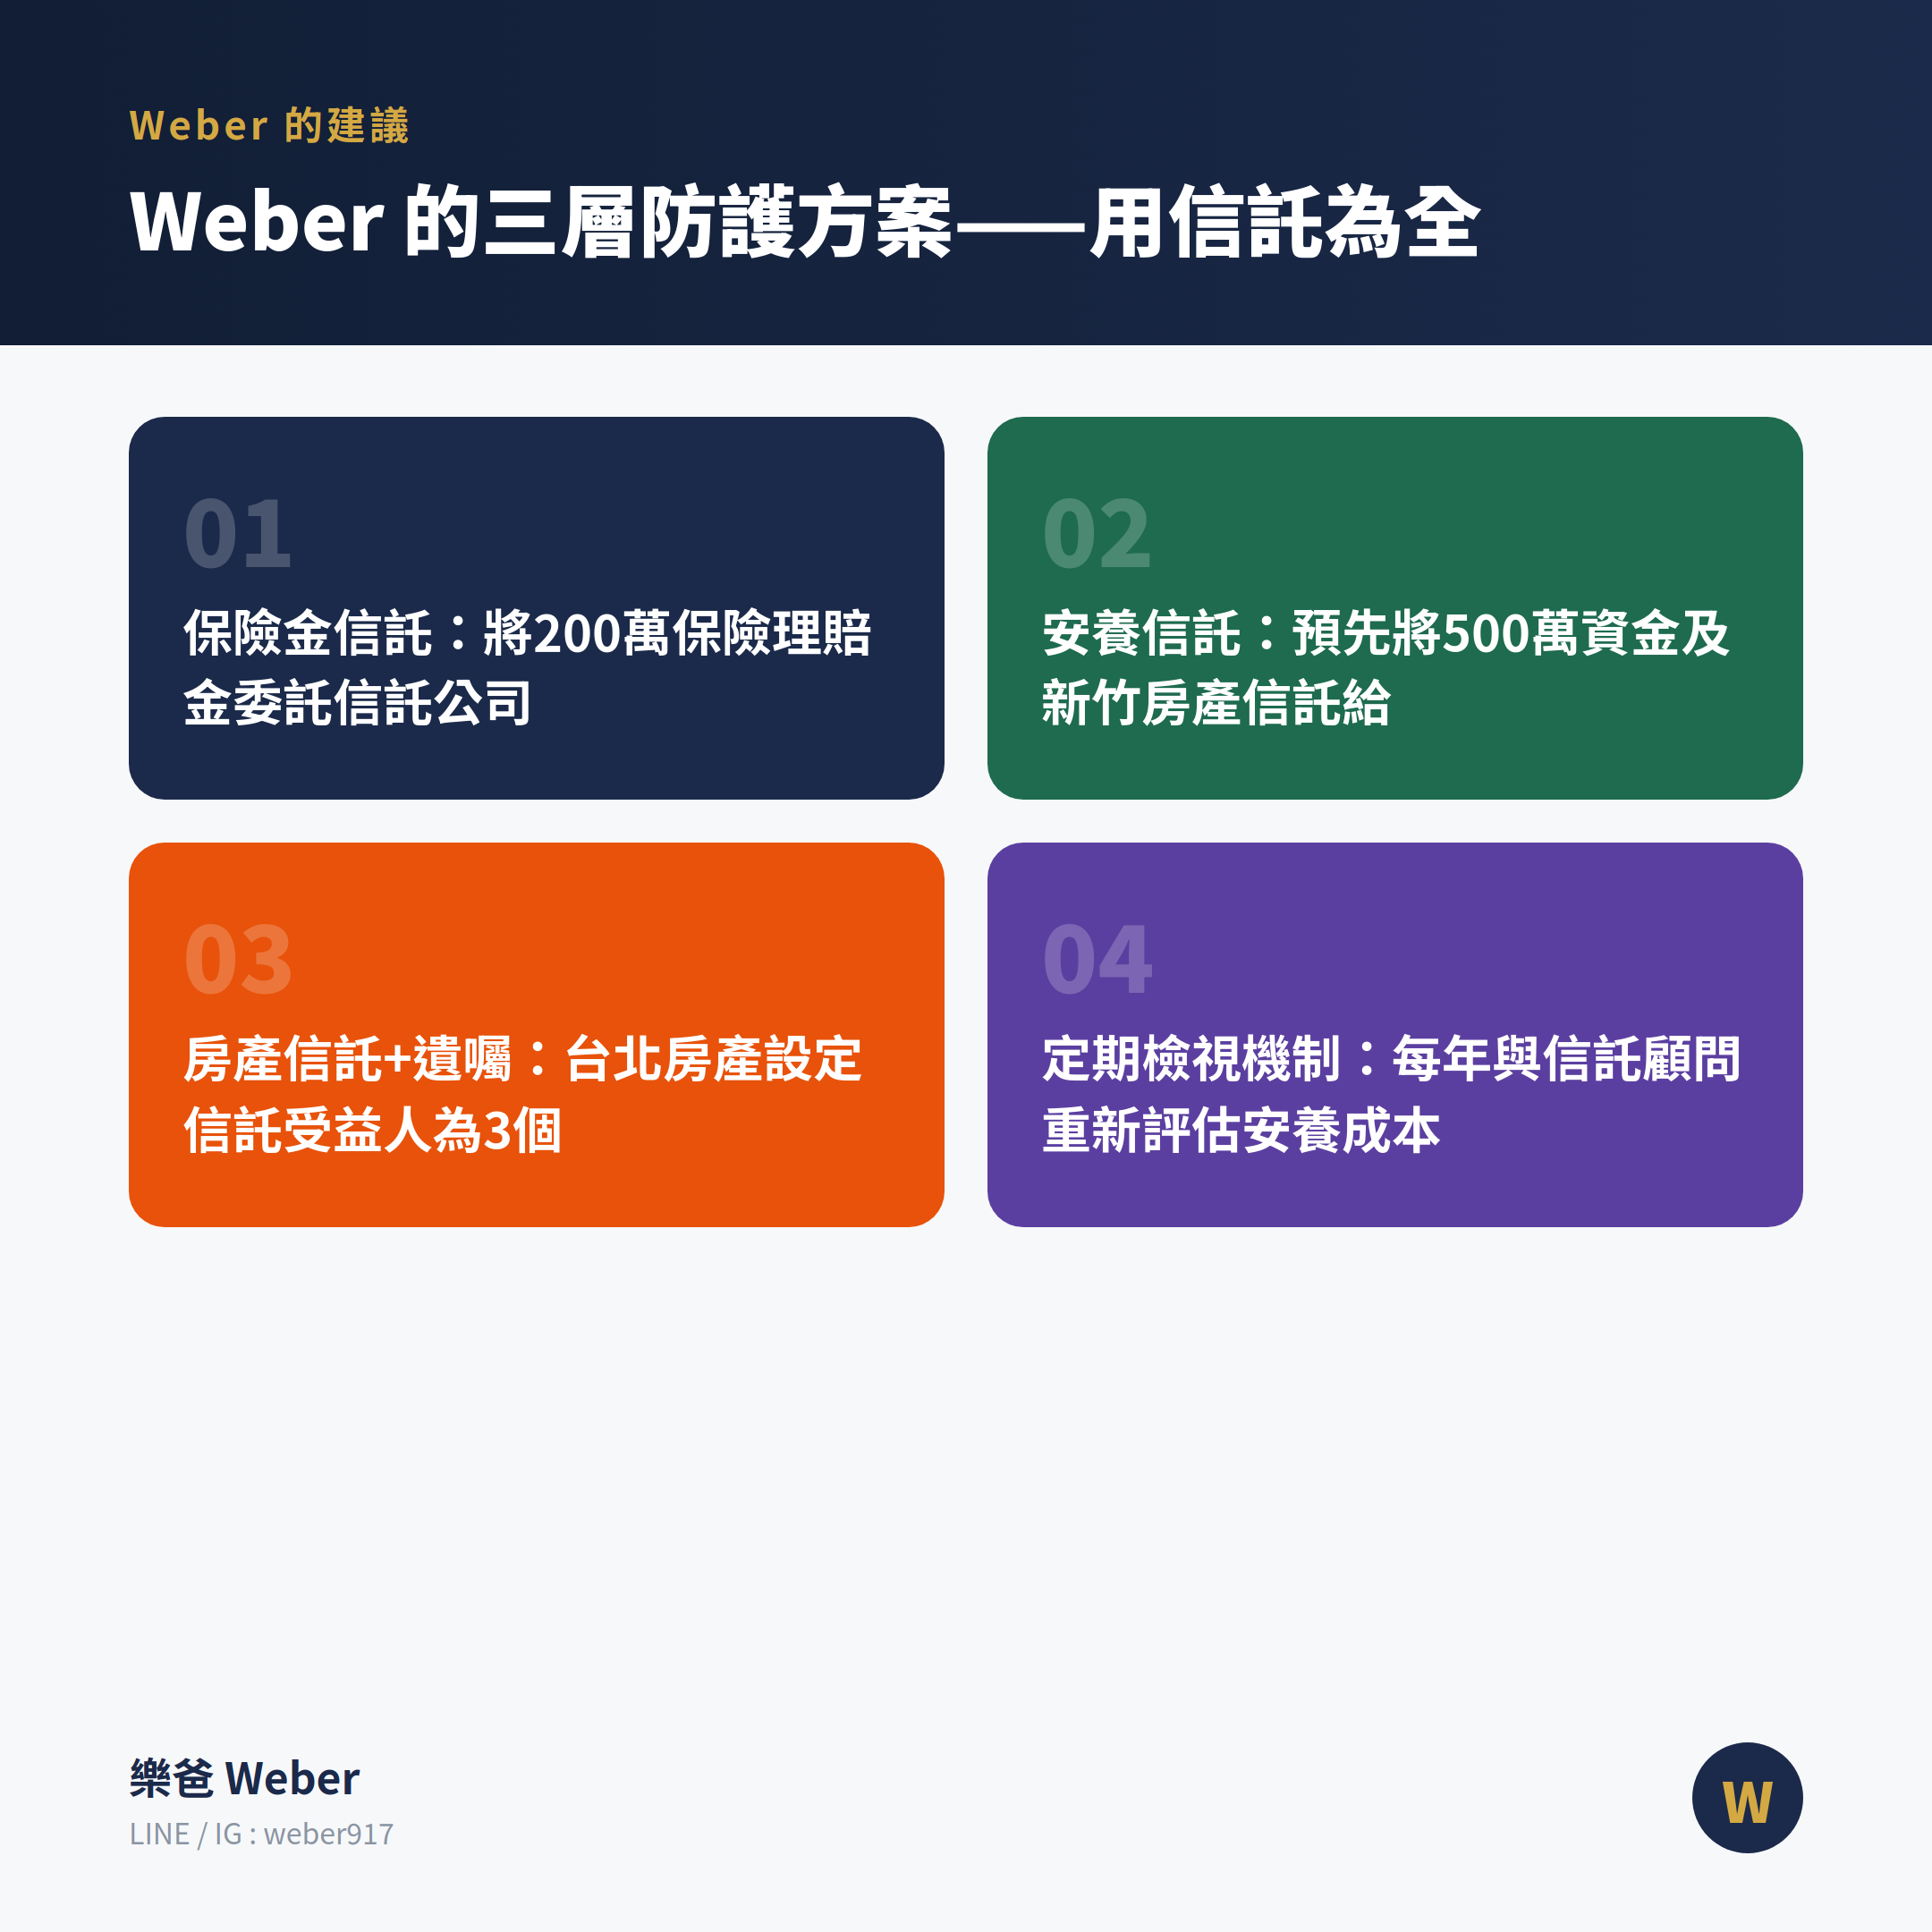 Weber 的建議
Weber 的三層防護方案——用信託為全
01
保險金信託：將200萬保險理賠
金委託信託公司
02
安養信託：預先將500萬資金及
新竹房產信託給
03
房產信託+遺囑：台北房產設定
信託受益人為3個
04
定期檢視機制：每年與信託顧問
重新評估安養成本
樂爸 Weber
LINE / IG : weber917
W